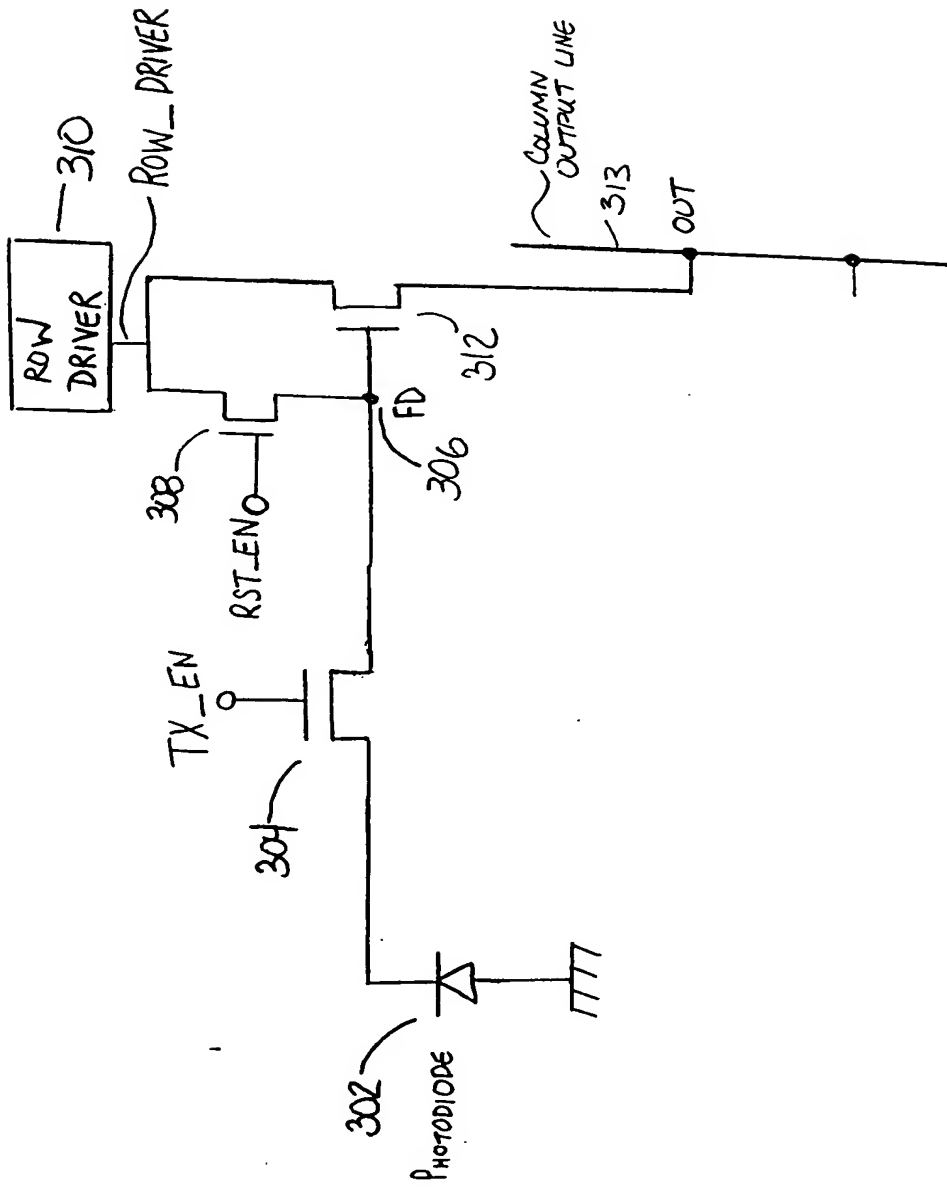 ROW
DRIVER
310
ROW_DRIVER
308
RST_EN
TX_EN
304
FD
306
312
COLUMN
OUTPUT LINE
313
OUT
302
PHOTODIODE